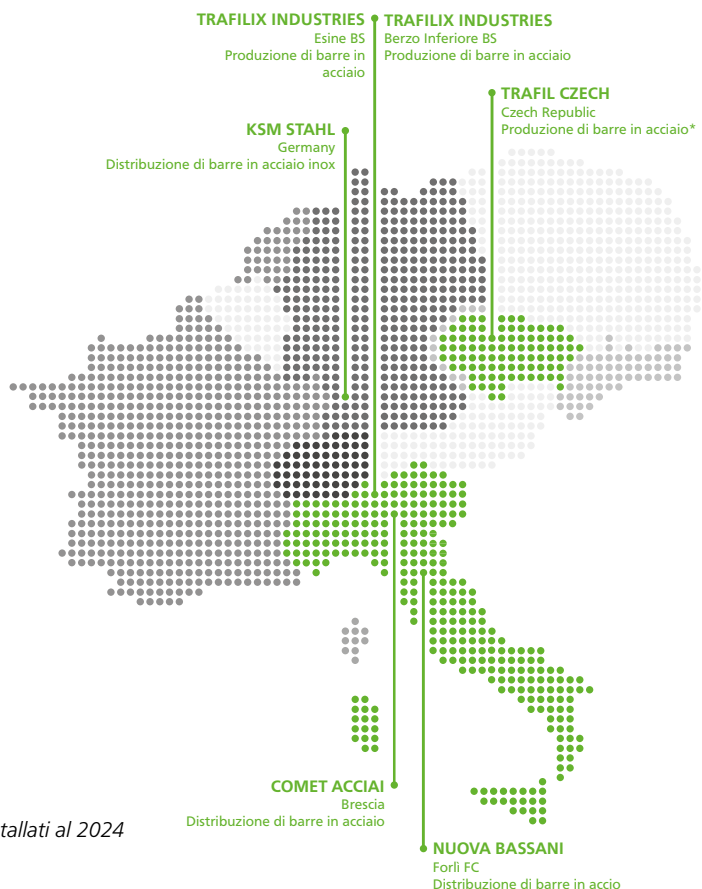 TRAFILIX INDUSTRIES
Esine BS
Produzione di barre in
acciaio
TRAFILIX INDUSTRIES
Berzo Inferiore BS
Produzione di barre in acciaio
TRAFIL CZECH
Czech Republic
Produzione di barre in acciaio*
KSM STAHL
Germany
Distribuzione di barre in acciaio inox
COMET ACCIAI
Brescia
Distribuzione di barre in acciaio
tallati al 2024
NUOVA BASSANI
Forlì FC
Distribuzione di barre in accio